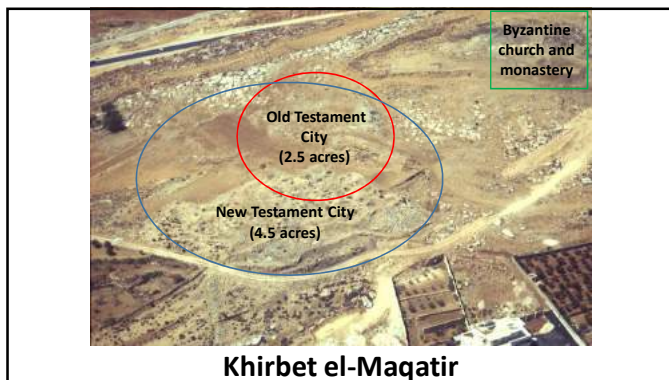 Byzantine
church and
monastery
Old Testament
City
(2.5 acres)
New Testament City
(4.5 acres)
Khirbet el-Maqatir